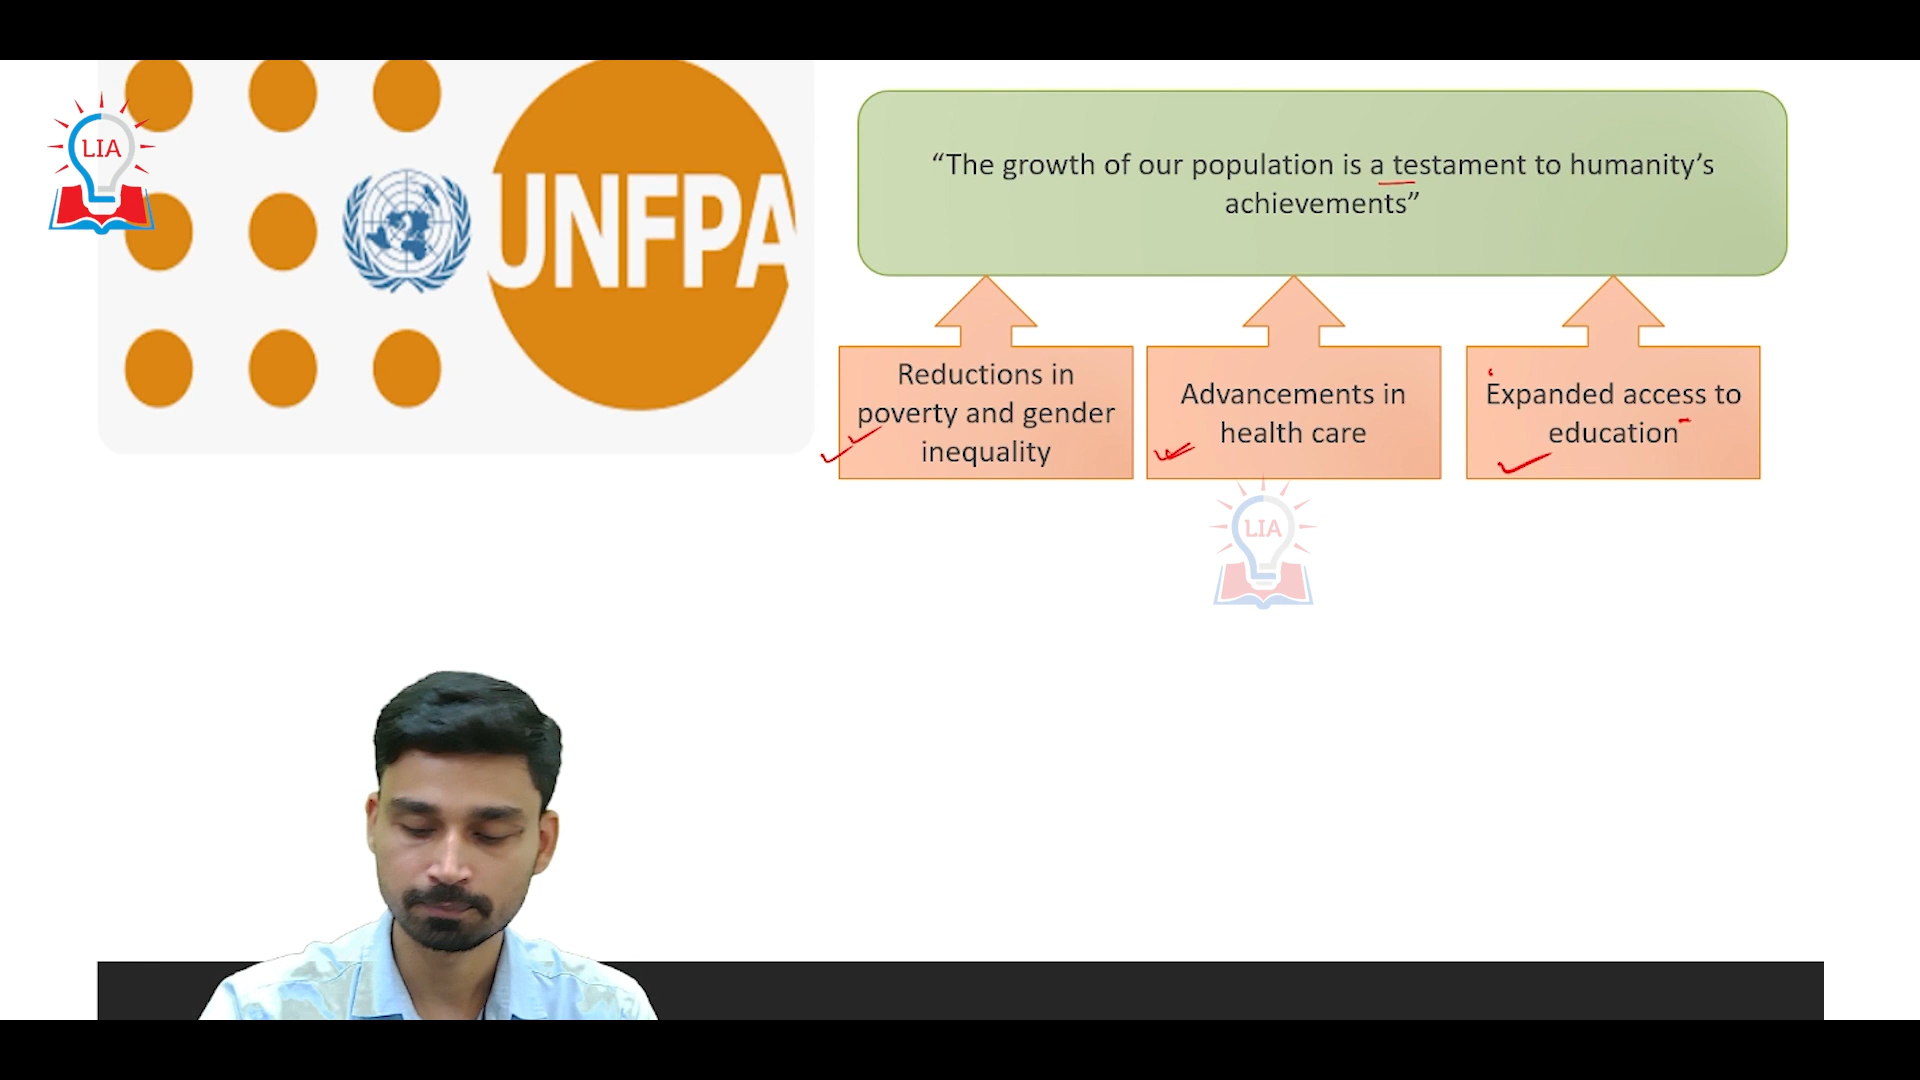 LIA
UNFPA
“The growth of our population is a testament to humanity’s
achievements”
Reductions in
poverty and gender
inequality
Advancements in
health care
Expanded access to
education
LIA